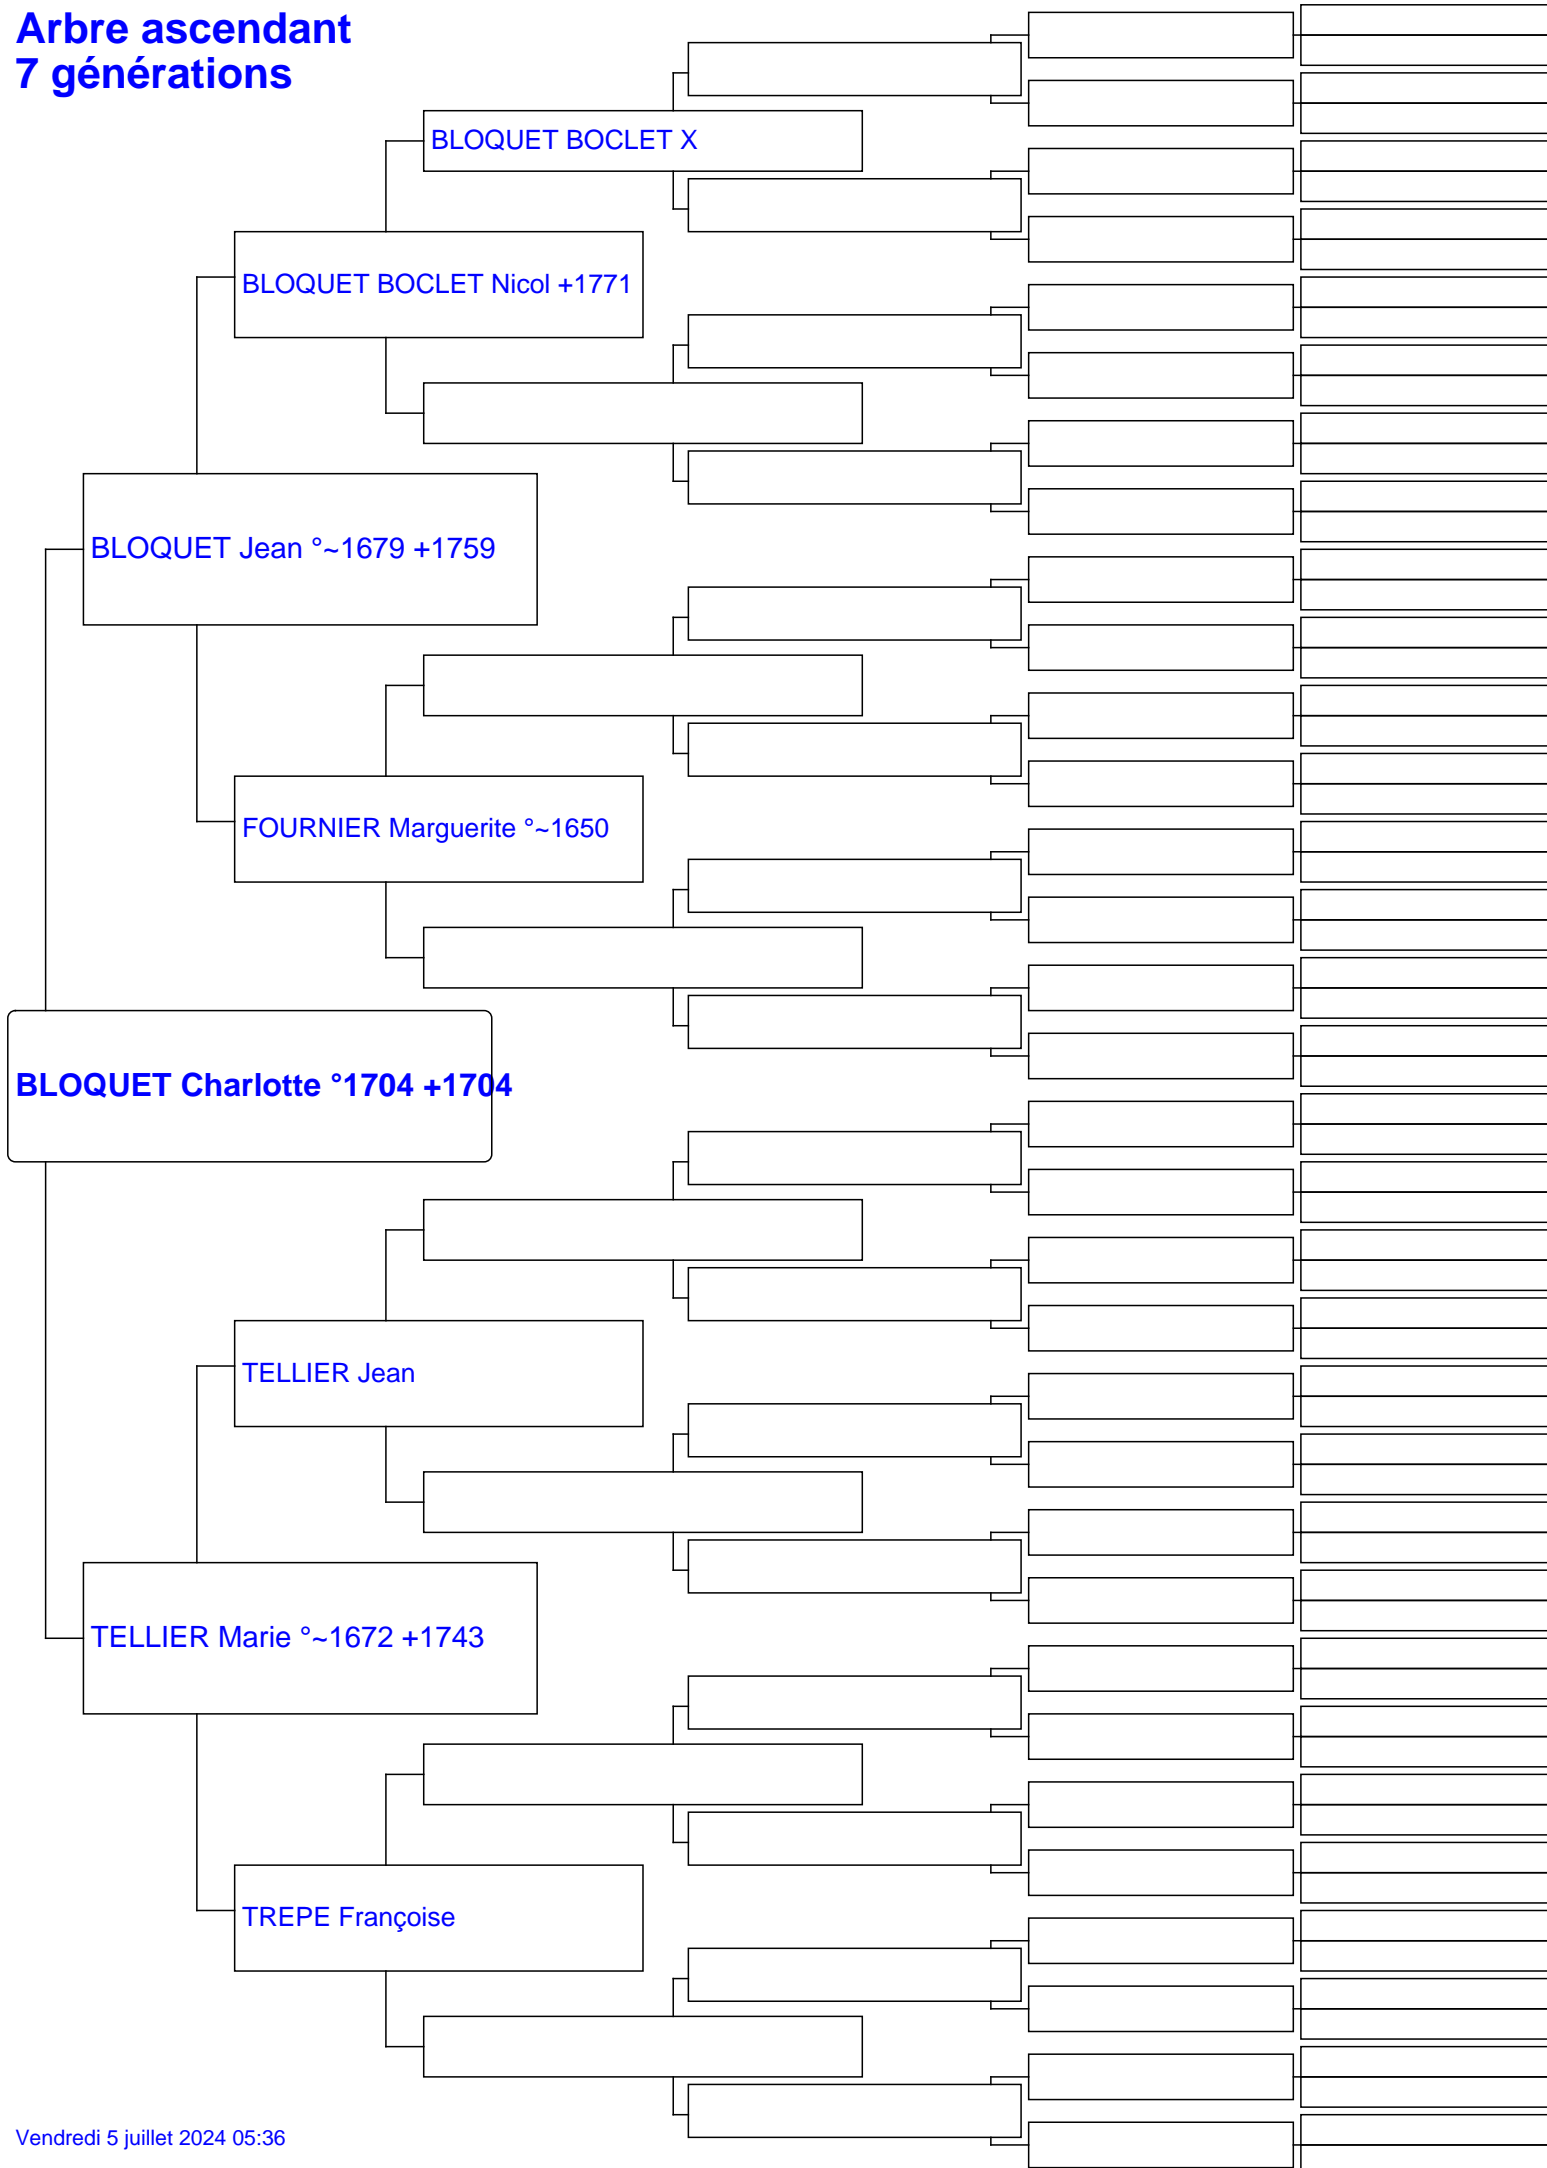 Arbre ascendant
7 générations
BLOQUET BOCLET X
BLOQUET BOCLET Nicol +1771
BLOQUET Jean °~1679 +1759
FOURNIER Marguerite °~1650
BLOQUET Charlotte °1704 +1704
TELLIER Jean
TELLIER Marie °~1672 +1743
TREPE Françoise
Vendredi 5 juillet 2024 05:36